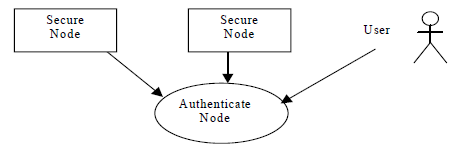 Secure
Node
Secure
Node
User
Authenticate
Node